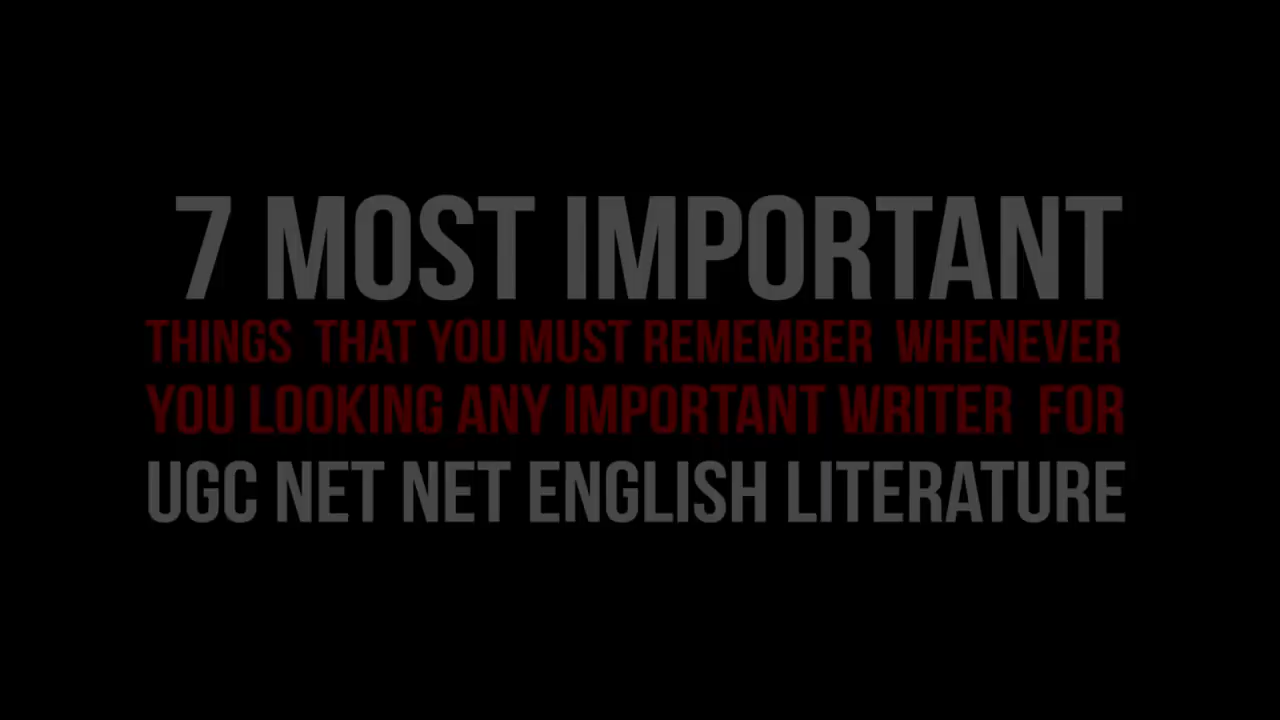 7 MOST IMPORTANT
THINGS THAT YOU MUST REMEMBER WHENEVER
YOU LOOKING ANY IMPORTANT WRITER FOR
UGC NET NET ENGLISH LITERATURE